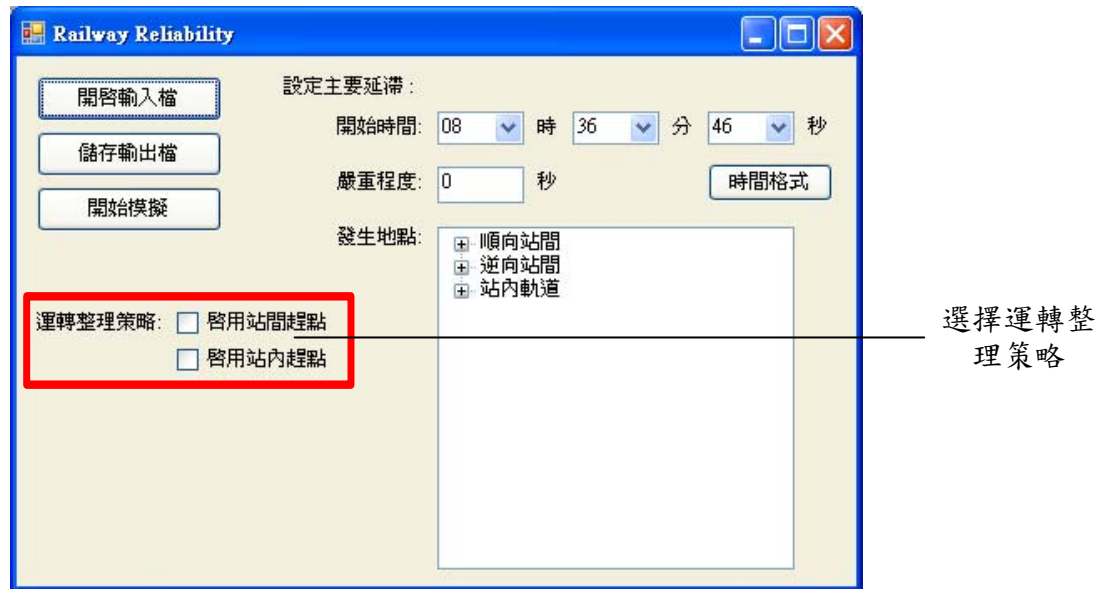 Railway Reliability
開啓輸入檔
儲存輸出檔
開始模擬
設定主要延滯:
開始時間: 08 時 36 分 46 秒
嚴重程度: 0 秒 時間格式
發生地點:
順向站間
逆向站間
站內軌道
運轉整理策略: 啓用站間趕點
啓用站內趕點
選擇運轉整
理策略